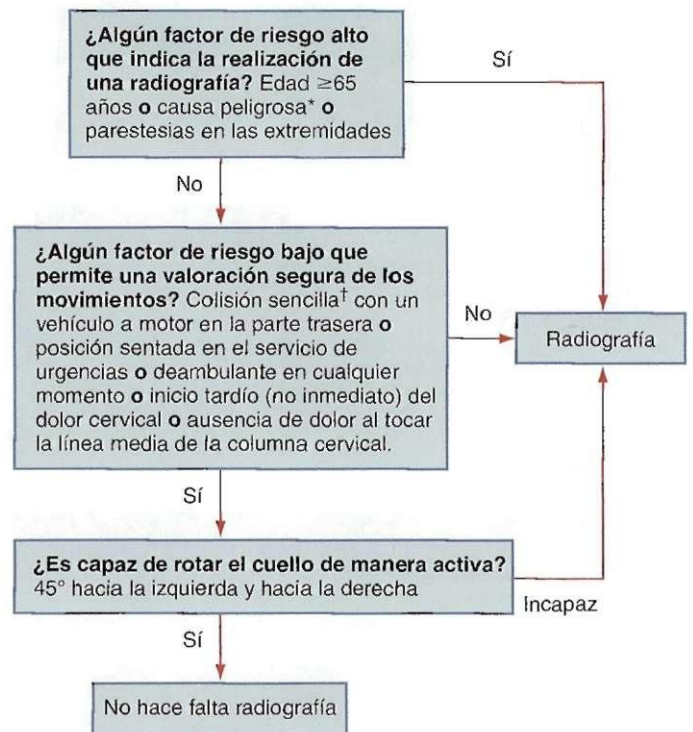 ¿Algún factor de riesgo alto
que indica la realización de
una radiografía? Edad ≥65
años o causa peligrosa* o
parestesias en las extremidades
Sí
No
¿Algún factor de riesgo bajo que
permite una valoración segura de los
movimientos? Colisión sencilla† con un
vehículo a motor en la parte trasera o
posición sentada en el servicio de
urgencias o deambulante en cualquier
momento o inicio tardío (no inmediato) del
dolor cervical o ausencia de dolor al tocar
la línea media de la columna cervical.
No
Radiografía
Sí
¿Es capaz de rotar el cuello de manera activa?
45° hacia la izquierda y hacia la derecha
Incapaz
Sí
No hace falta radiografía